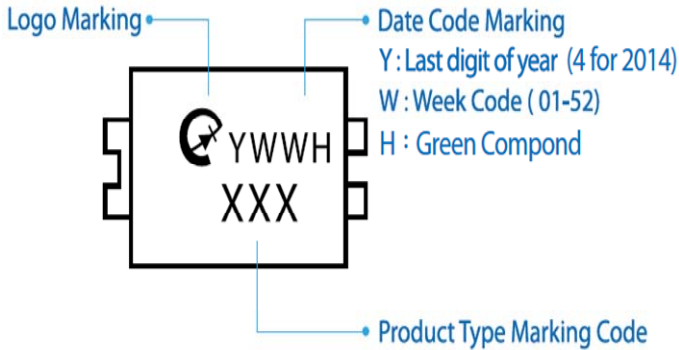 Logo Marking
Date Code Marking
Y : Last digit of year (4 for 2014)
W : Week Code ( 01-52)
H : Green Compond
YWWH
XXX
Product Type Marking Code